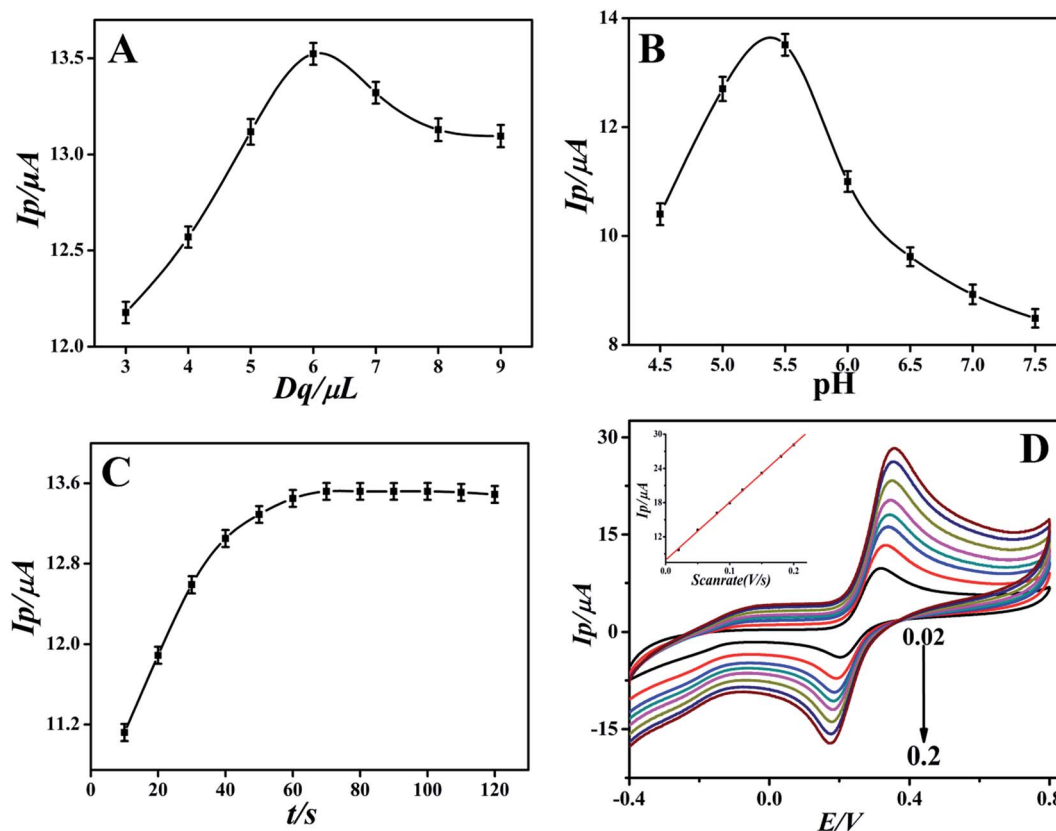 A
Ip/μA
13.5
13.0
12.5
12.0
3 4 5 6 7 8 9
Dq/μL
B
Ip/μA
14
12
10
8
4.5 5.0 5.5 6.0 6.5 7.0 7.5
pH
C
Ip/μA
13.6
12.8
12.0
11.2
0 20 40 60 80 100 120
t/s
D
Ip/μA
30
15
0
-15
-0.4 0.0 0.4 0.8
E/V
Ip/μA
30
24
18
12
0.0 0.1 0.2
Scanrate(V/s)
0.02
0.2